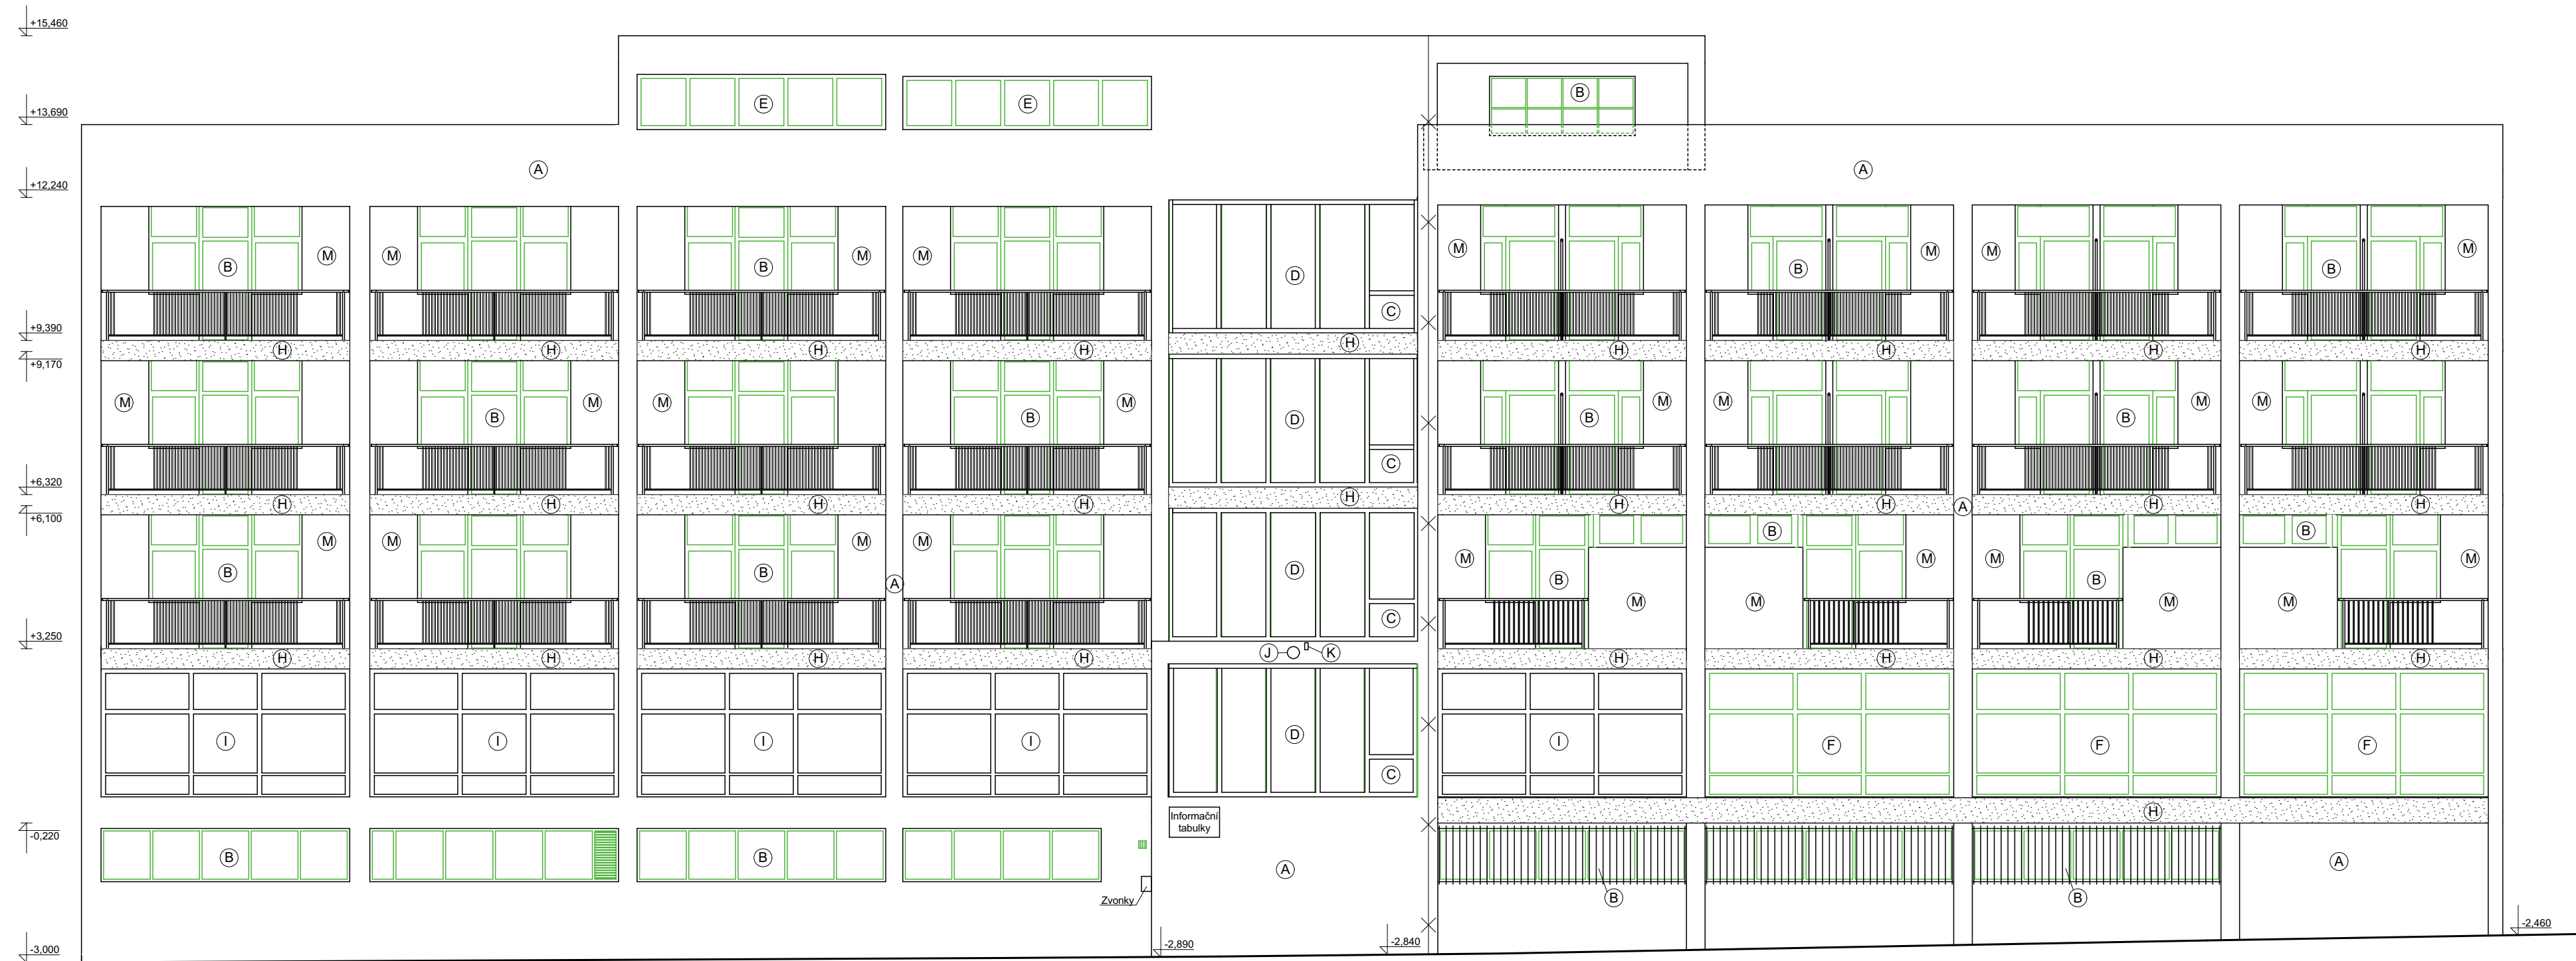 +15,460
B
E E
+13,690
A A
+12,240
M M M M M M M M
B B D B B
C
+9,390
H H H H H H H H H
+9,170
M M M M M M M M
B B D B B
C
+6,320
H H H H H H H H H
A
+6,100
B B
M M M M M M M M
B B D B B
A
M M M M
C
+3,250
J K
H H H H H H H H
D
I I I I I F F F
C
H
Informační
tabulky
-0,220
B B A A
B B
Zvonky
-2,460
-2,890 -2,840
-3,000